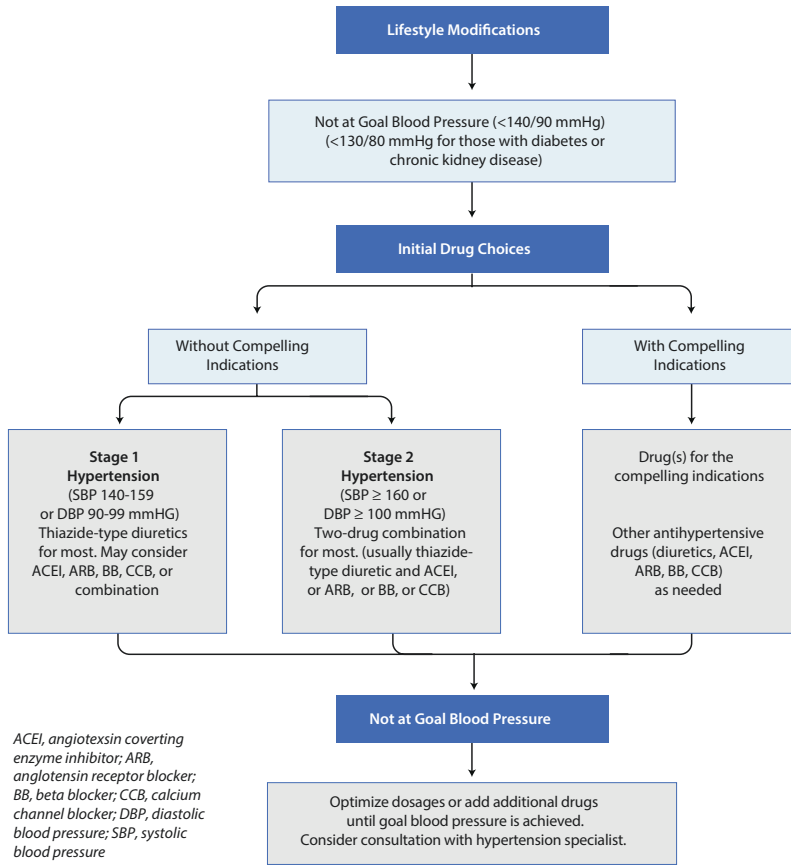 Lifestyle Modifications
Not at Goal Blood Pressure (<140/90 mmHg)
(<130/80 mmHg for those with diabetes or
chronic kidney disease)
Initial Drug Choices
Without Compelling
Indications
With Compelling
Indications
Stage 1
Hypertension
(SBP 140-159
or DBP 90-99 mmHG)
Thiazide-type diuretics
for most. May consider
ACEI, ARB, BB, CCB, or
combination
Stage 2
Hypertension
(SBP ≥ 160 or
DBP ≥ 100 mmHG)
Two-drug combination
for most. (usually thiazide-
type diuretic and ACEI,
or ARB, or BB, or CCB)
Drug(s) for the
compelling indications
Other antihypertensive
drugs (diuretics, ACEI,
ARB, BB, CCB)
as needed
Not at Goal Blood Pressure
Optimize dosages or add additional drugs
until goal blood pressure is achieved.
Consider consultation with hypertension specialist.
ACEI, angiotexsin coverting
enzyme inhibitor; ARB,
anglotensin receptor blocker;
BB, beta blocker; CCB, calcium
channel blocker; DBP, diastolic
blood pressure; SBP, systolic
blood pressure